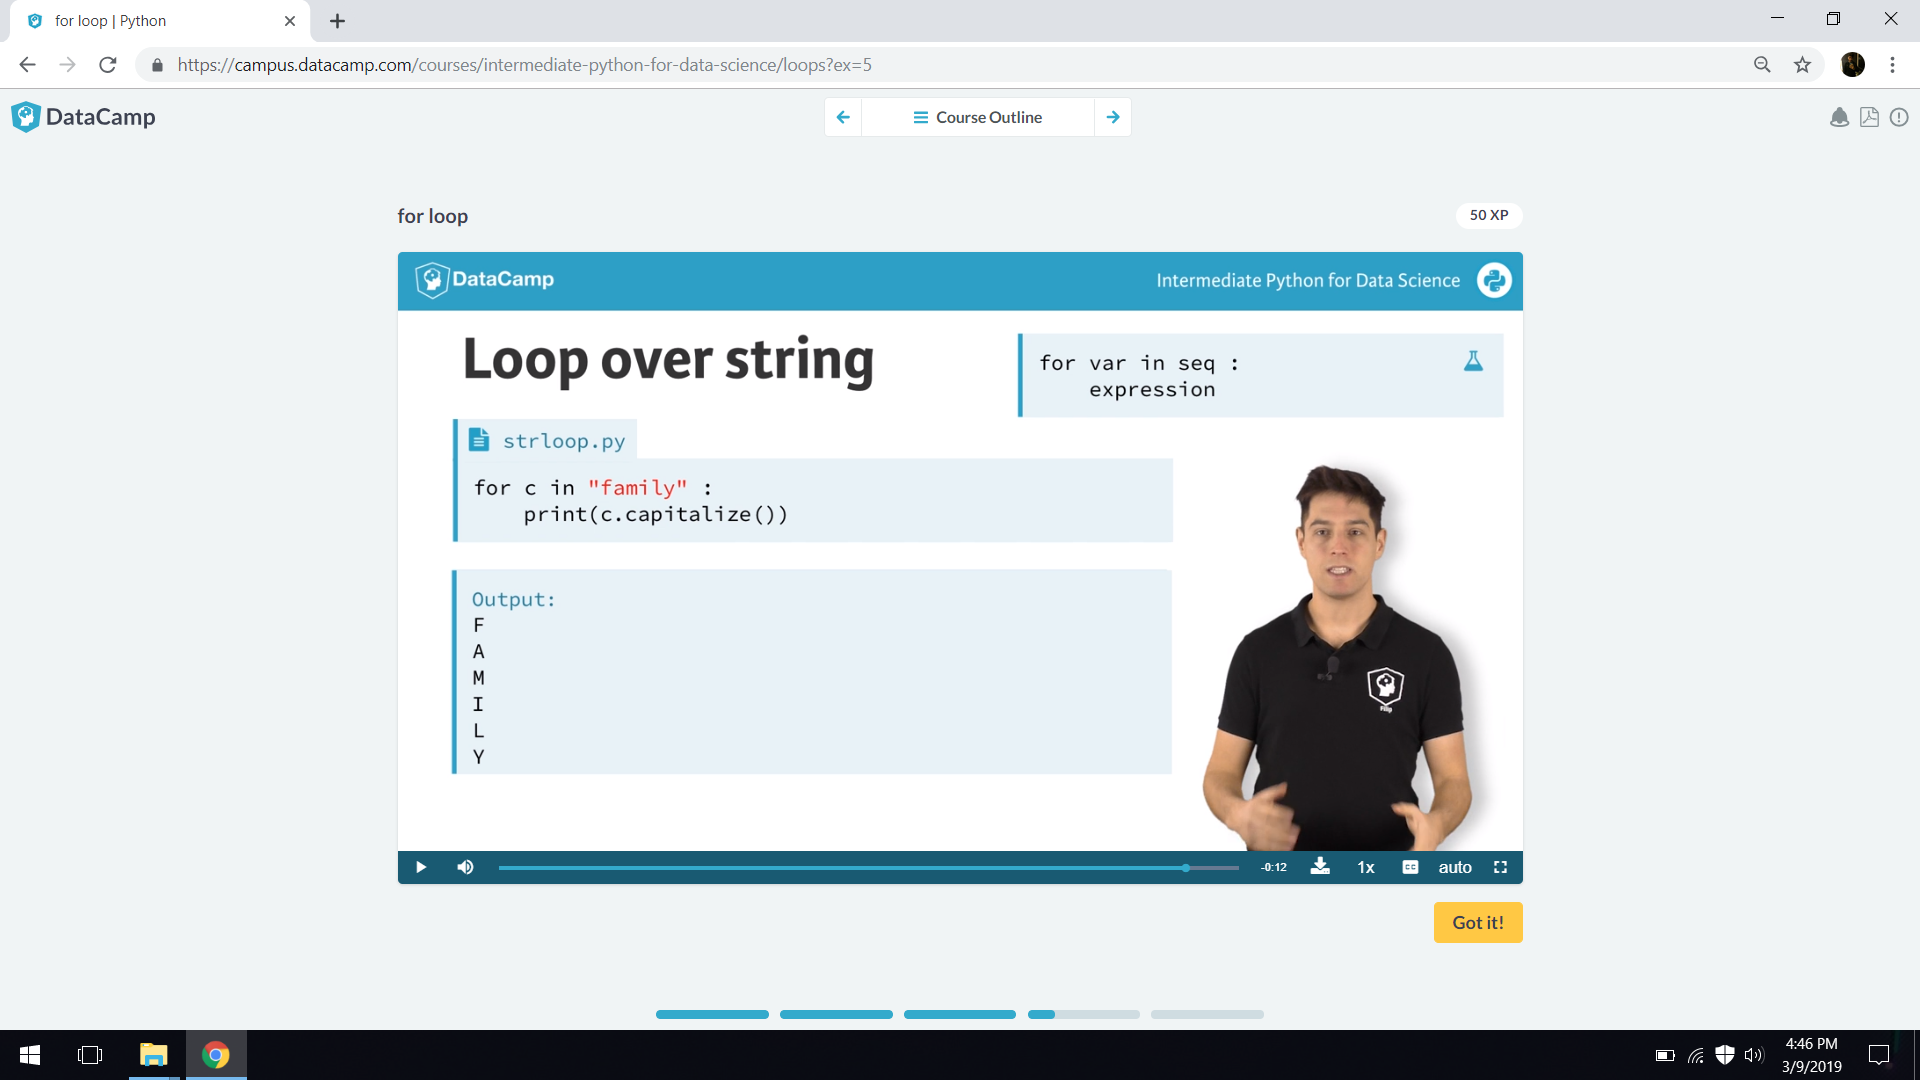 for loop | Python
https://campus.datacamp.com/courses/intermediate-python-for-data-science/loops?ex=5
DataCamp
Course Outline
for loop
50 XP
DataCamp
Intermediate Python for Data Science
Loop over string
for var in seq :
expression
strloop.py
for c in "family" :
print(c.capitalize())
Output:
F
A
M
I
L
Y
Filip
-0:12
1x
CC
auto
Got it!
4:46 PM
3/9/2019